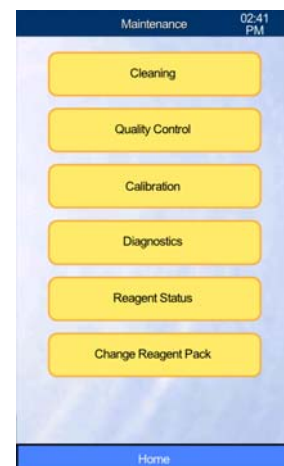 Maintenance 02:41 PM
Cleaning
Quality Control
Calibration
Diagnostics
Reagent Status
Change Reagent Pack
Home